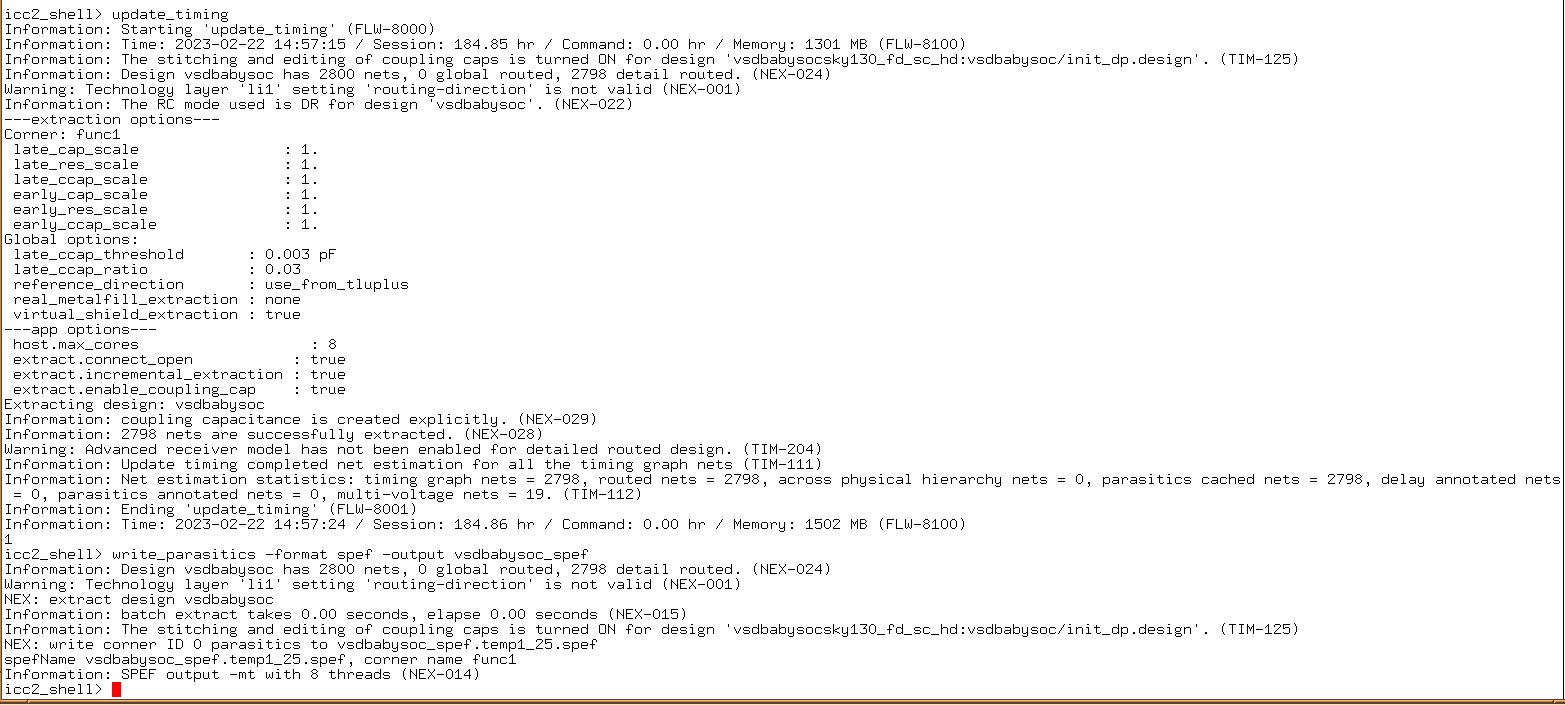 icc2_shell> update_timing
Information: Starting 'update_timing' (FLW-8000)
Information: Time: 2023-02-22 14:57:15 / Session: 184.85 hr / Command: 0.00 hr / Memory: 1301 MB (FLW-8100)
Information: The stitching and editing of coupling caps is turned ON for design 'vsdbabysocsky130_fd_sc_hd:vsdbabysoc/init_dp.design'. (TIM-125)
Information: Design vsdbabysoc has 2800 nets, 0 global routed, 2798 detail routed. (NEX-024)
Warning: Technology layer 'li1' setting 'routing-direction' is not valid (NEX-001)
Information: The RC mode used is DR for design 'vsdbabysoc'. (NEX-022)
---extraction options---
Corner: func1
 late_cap_scale                : 1.
 late_res_scale                : 1.
 late_ccap_scale               : 1.
 early_cap_scale               : 1.
 early_res_scale               : 1.
 early_ccap_scale              : 1.
Global options:
 late_ccap_threshold       : 0.003 pF
 late_ccap_ratio           : 0.03
 reference_direction       : use_from_tluplus
 real_metalfill_extraction : none
 virtual_shield_extraction : true
---app options---
 host.max_cores                   : 8
 extract.connect_open           : true
 extract.incremental_extraction : true
 extract.enable_coupling_cap    : true
Extracting design: vsdbabysoc
Information: coupling capacitance is created explicitly. (NEX-029)
Information: 2798 nets are successfully extracted. (NEX-028)
Warning: Advanced receiver model has not been enabled for detailed routed design. (TIM-204)
Information: Update timing completed net estimation for all the timing graph nets (TIM-111)
Information: Net estimation statistics: timing graph nets = 2798, routed nets = 2798, across physical hierarchy nets = 0, parasitics cached nets = 2798, delay annotated nets
 = 0, parasitics annotated nets = 0, multi-voltage nets = 19. (TIM-112)
Information: Ending 'update_timing' (FLW-8001)
Information: Time: 2023-02-22 14:57:24 / Session: 184.86 hr / Command: 0.00 hr / Memory: 1502 MB (FLW-8100)
1
icc2_shell> write_parasitics -format spef -output vsdbabysoc_spef
Information: Design vsdbabysoc has 2800 nets, 0 global routed, 2798 detail routed. (NEX-024)
Warning: Technology layer 'li1' setting 'routing-direction' is not valid (NEX-001)
NEX: extract design vsdbabysoc
Information: batch extract takes 0.00 seconds, elapse 0.00 seconds (NEX-015)
Information: The stitching and editing of coupling caps is turned ON for design 'vsdbabysocsky130_fd_sc_hd:vsdbabysoc/init_dp.design'. (TIM-125)
NEX: write corner ID 0 parasitics to vsdbabysoc_spef.temp1_25.spef
spefName vsdbabysoc_spef.temp1_25.spef, corner name func1
Information: SPEF output -mt with 8 threads (NEX-014)
icc2_shell>